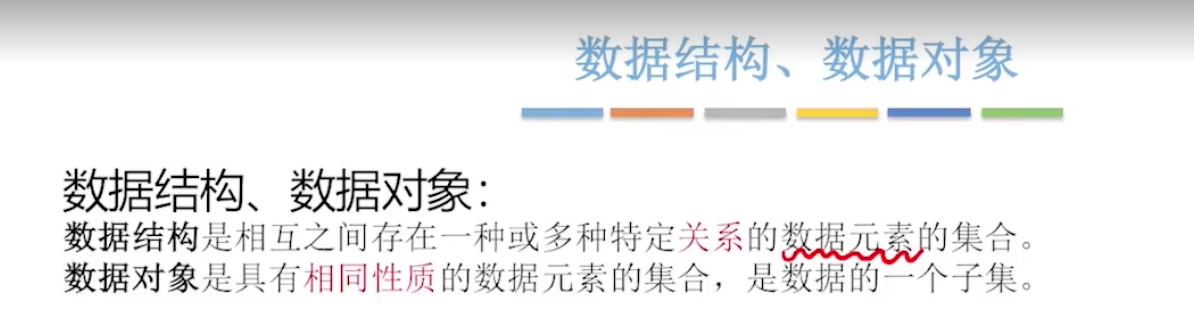 数据结构、数据对象
数据结构、数据对象：
数据结构是相互之间存在一种或多种特定关系的数据元素的集合。
数据对象是具有相同性质的数据元素的集合，是数据的一个子集。